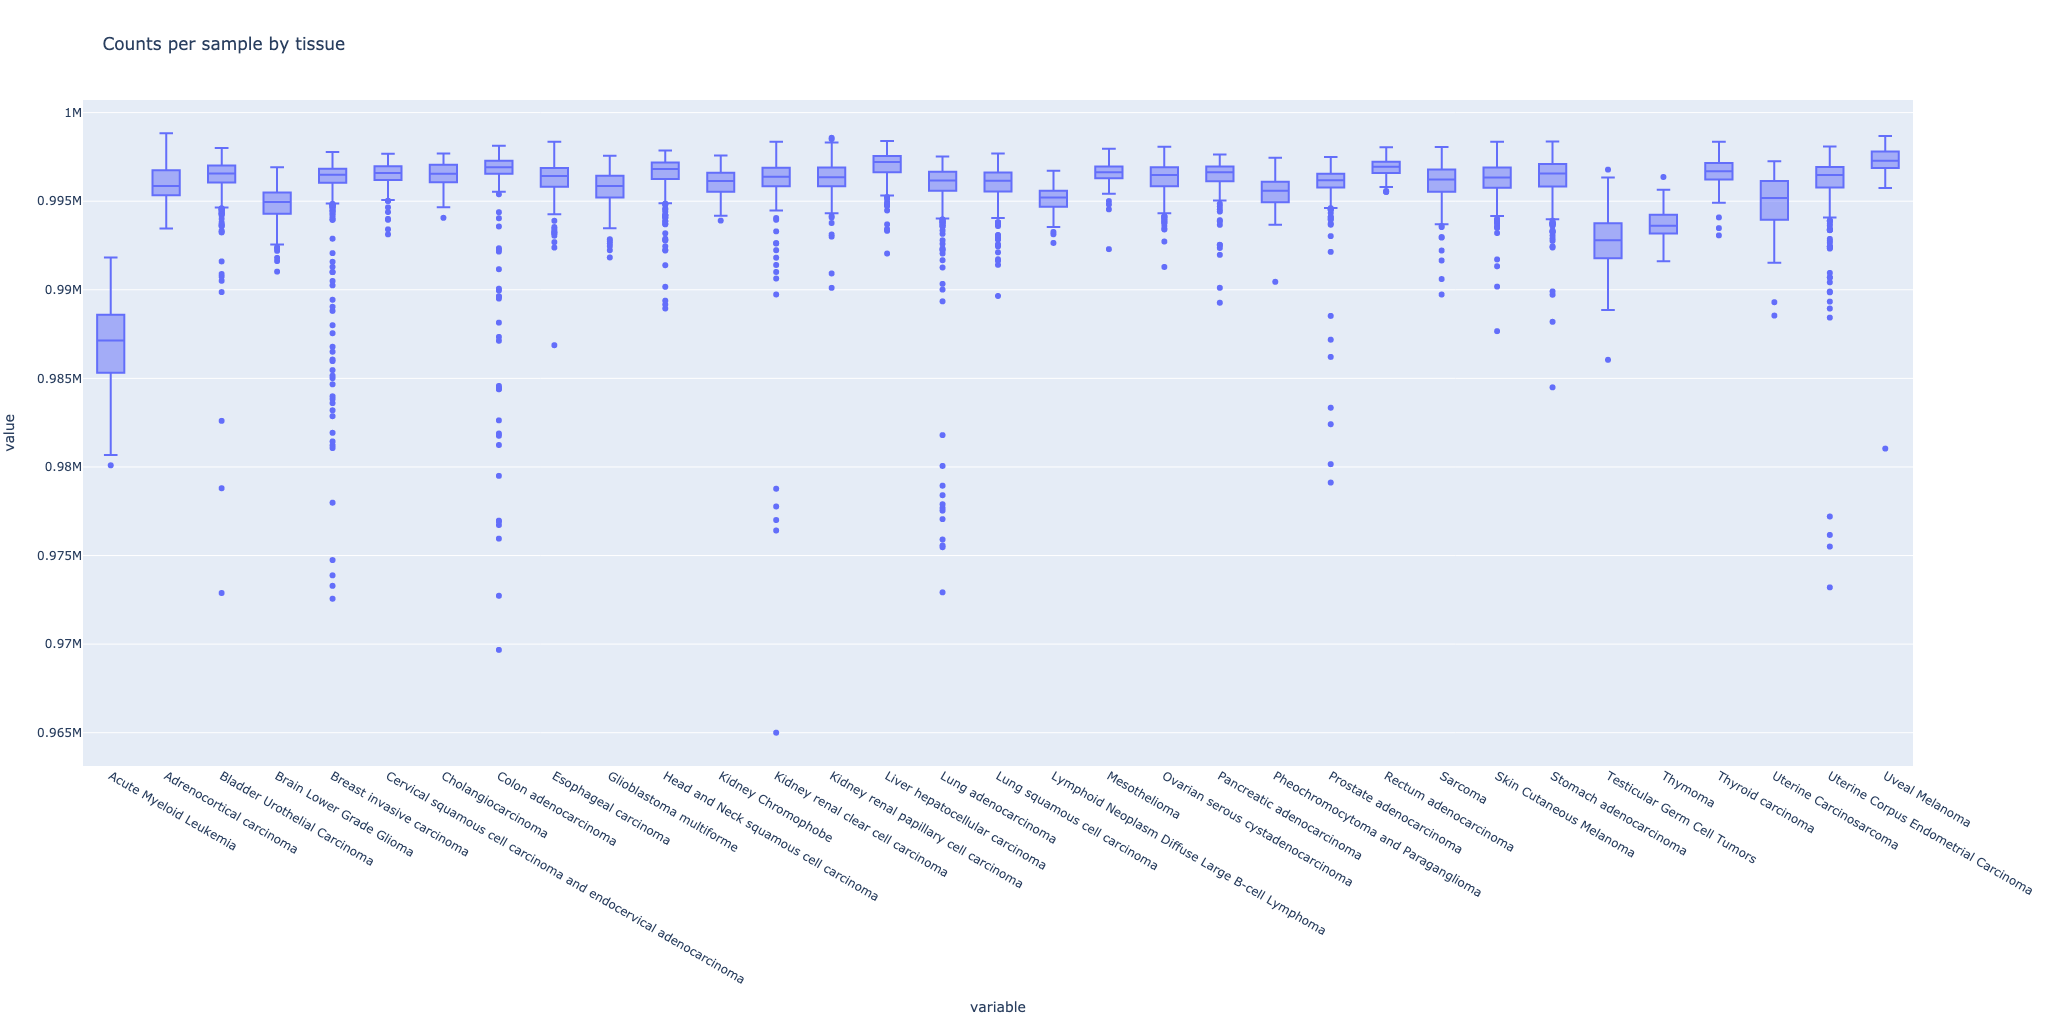 Counts per sample by tissue
1M
0.995M
0.99M
0.985M
0.98M
0.975M
0.97M
0.965M
value
Acute Myeloid Leukemia
Adrenocortical carcinoma
Bladder Urothelial Carcinoma
Brain Lower Grade Glioma
Breast invasive carcinoma
Cervical squamous cell carcinoma and endocervical adenocarcinoma
Cholangiocarcinoma
Colon adenocarcinoma
Esophageal carcinoma
Glioblastoma multiforme
Head and Neck squamous cell carcinoma
Kidney Chromophobe
Kidney renal clear cell carcinoma
Kidney renal papillary cell carcinoma
Liver hepatocellular carcinoma
Lung adenocarcinoma
Lung squamous cell carcinoma
Lymphoid Neoplasm Diffuse Large B-cell Lymphoma
Mesothelioma
Ovarian serous cystadenocarcinoma
Pancreatic adenocarcinoma
Pheochromocytoma and Paraganglioma
Prostate adenocarcinoma
Rectum adenocarcinoma
Sarcoma
Skin Cutaneous Melanoma
Stomach adenocarcinoma
Testicular Germ Cell Tumors
Thymoma
Thyroid carcinoma
Uterine Carcinosarcoma
Uterine Corpus Endometrial Carcinoma
Uveal Melanoma
variable